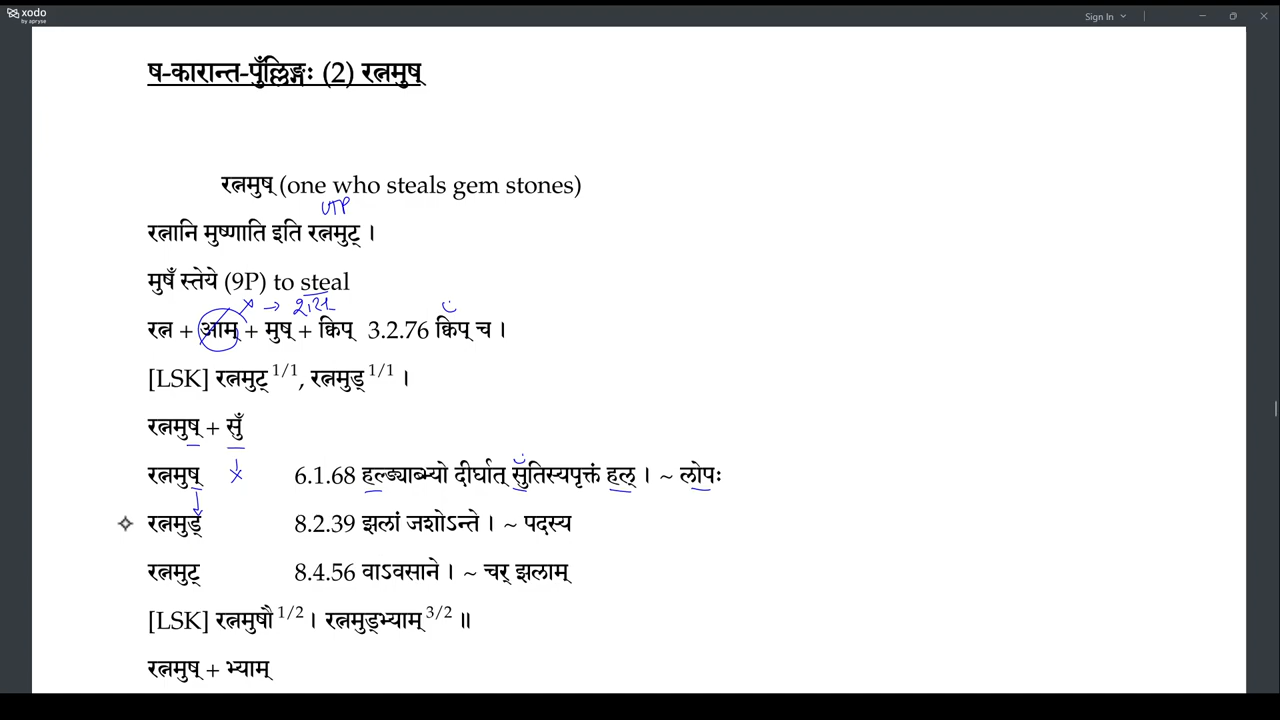 xodo
by apryse
Sign In
ष-कारान्त-पुँल्लिङ्गः (2) रत्नमुष्
रत्नमुष् (one who steals gem stones)
UTP
रत्नानि मुष्णाति इति रत्नमुट् ।
मुषँ स्तेये (9P) to steal
रत्न + आम् + मुष् + क्विप् 3.2.76 क्विप् च ।
[LSK] रत्नमुट् 1/1, रत्नमुड् 1/1 ।
रत्नमुष् + सुँ
रत्नमुष् x 6.1.68 हल्ङ्याब्भ्यो दीर्घात् सुतिस्यपृक्तं हल् । ~ लोपः
रत्नमुड् 8.2.39 झलां जशोऽन्ते । ~ पदस्य
रत्नमुट् 8.4.56 वाऽवसाने । ~ चर् झलाम्
[LSK] रत्नमुषौ 1/2 । रत्नमुड्भ्याम् 3/2 ॥
रत्नमुष् + भ्याम्